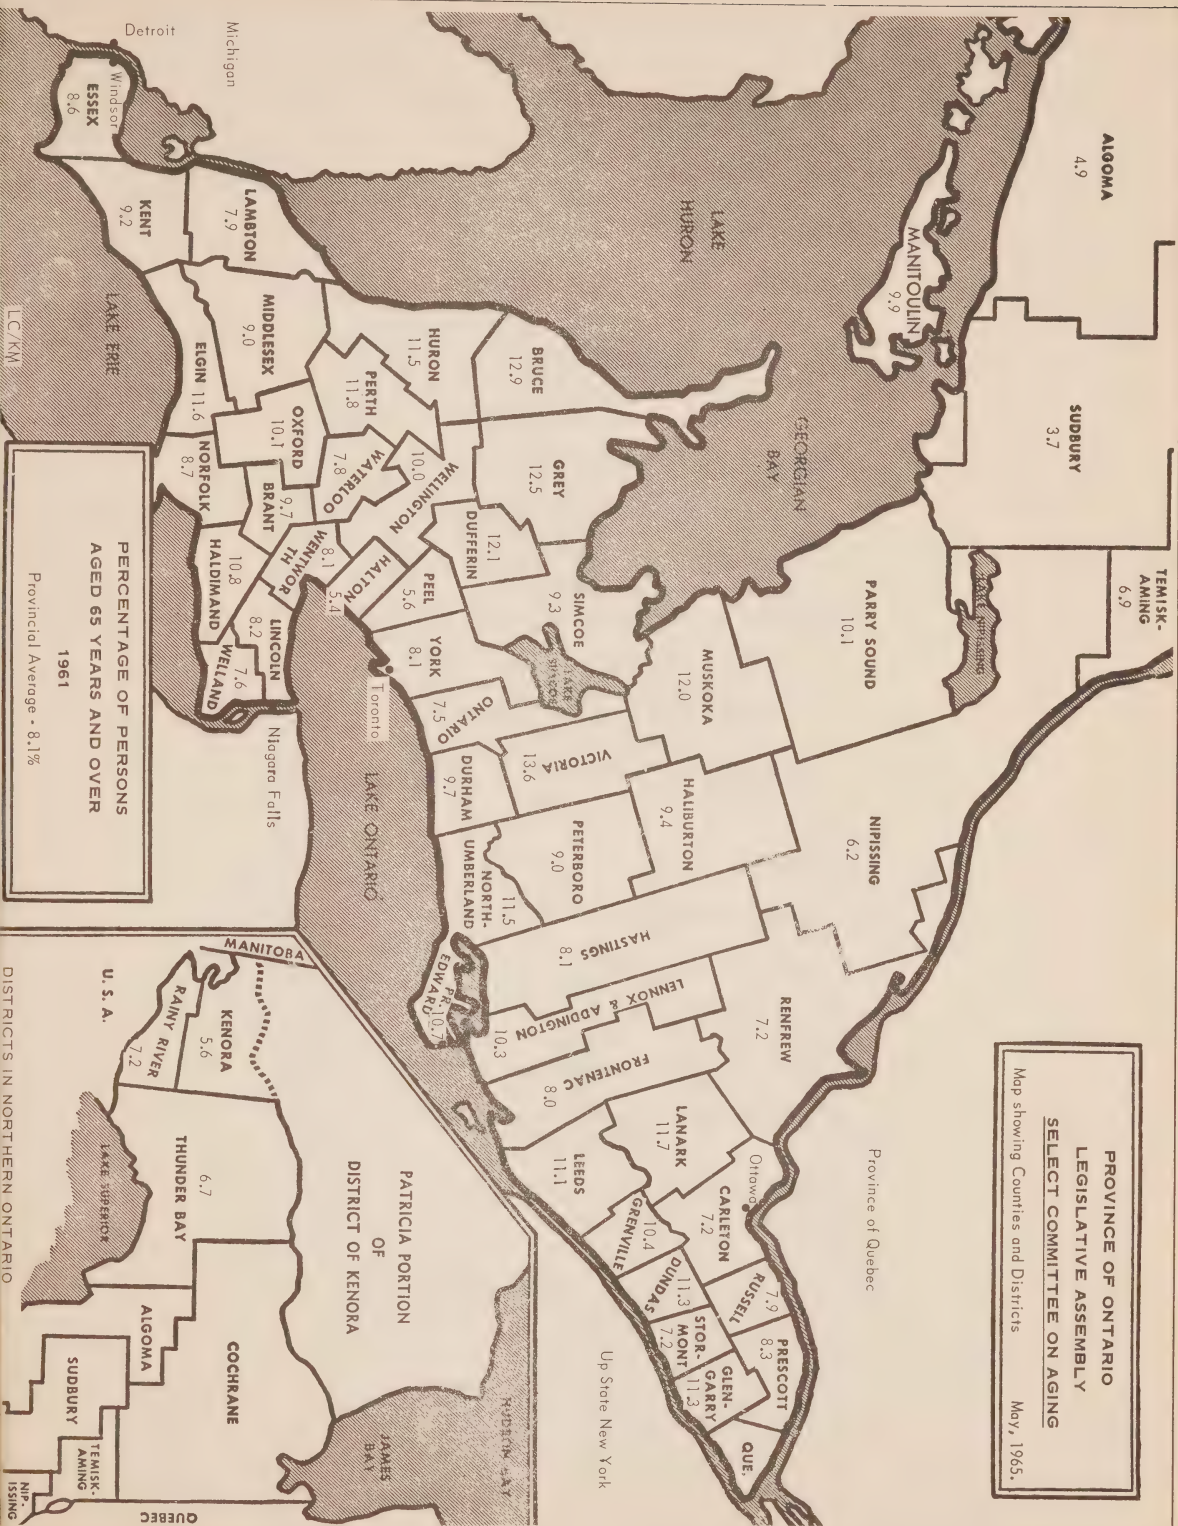 PROVINCE OF ONTARIO
LEGISLATIVE ASSEMBLY
SELECT COMMITTEE ON AGING
Map showing Counties and Districts May, 1965.
ALGOMA
4.9
SUDBURY
3.7
TEMISK-
AMING
6.9
MANITOULIN
9.9
LAKE NIPISSING
PARRY SOUND
10.1
NIPISSING
6.2
Province of Quebec
LAKE
HURON
GEORGIAN
BAY
MUSKOKA
12.0
HALIBURTON
9.4
RENFREW
7.2
Michigan
Detroit
Windsor
ESSEX
8.6
KENT
9.2
LAMBTON
7.9
MIDDLESEX
9.0
ELGIN 11.6
HURON
11.5
BRUCE
12.9
PERTH
11.8
OXFORD
10.1
GREY
12.5
WELLINGTON
10.0
WATERLOO
7.8
BRANT
9.7
NORFOLK
8.7
DUFFERIN
12.1
SIMCOE
9.3
LAKE
SIMCOE
PEEL
5.6
HALTON
5.4
WENTWOR
TH
8.1
HALDIMAND
10.8
LINCOLN
8.2
WELLAND
7.6
YORK
8.1
Toronto
ONTARIO
7.5
VICTORIA
13.6
DURHAM
9.7
PETERBORO
9.0
NORTH-
UMBERLAND
11.5
HASTINGS
8.1
PR.
EDWARD
10.7
LENNOX & ADDINGTON
10.3
FRONTENAC
8.0
LANARK
11.7
LEEDS
11.1
Ottawa
CARLETON
7.2
GRENVILLE
10.4
DUNDAS
11.3
RUSSELL
7.9
STOR-
MONT
7.2
PRESCOTT
8.3
GLEN-
GARRY
11.3
QUE.
LAKE ERIE
LAKE ONTARIO
Niagara Falls
Up State New York
LC/KM
PERCENTAGE OF PERSONS
AGED 65 YEARS AND OVER
1961
Provincial Average - 8.1%
MANITOBA
U. S. A.
KENORA
5.6
RAINY RIVER
7.2
PATRICIA PORTION
OF
DISTRICT OF KENORA
HUDSON BAY
JAMES
BAY
THUNDER BAY
6.7
LAKE SUPERIOR
COCHRANE
ALGOMA
SUDBURY
TEMISK-
AMING
NIP-
ISSING
QUEBEC
DISTRICTS IN NORTHERN ONTARIO